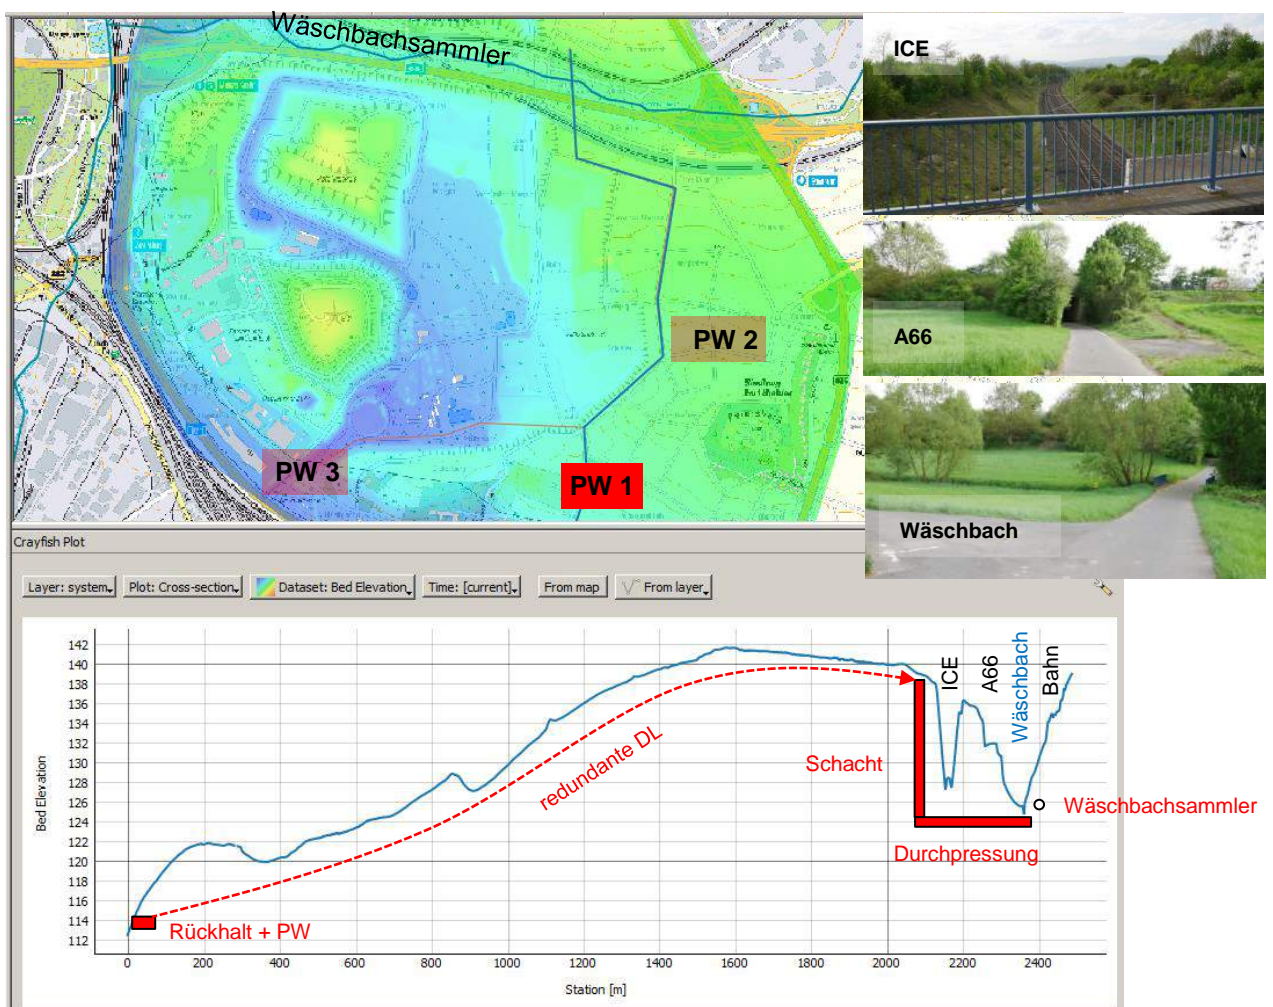 Wäschbachsammler
ICE
A66
Wäschbach
PW 2
PW 3
PW 1
Crayfish Plot
Layer: system
Plot: Cross-section
Dataset: Bed Elevation
Time: [current]
From map
From layer
142
140
138
136
134
132
130
128
126
124
122
120
118
116
114
112
Bed Elevation
redundante DL
Rückhalt + PW
Schacht
Durchpressung
ICE
A66
Wäschbach
Bahn
Wäschbachsammler
0
200
400
600
800
1000
1200
1400
1600
1800
2000
2200
2400
Station [m]